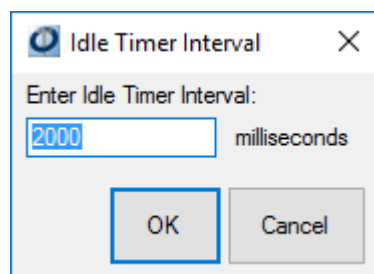 Idle Timer Interval
Enter Idle Timer Interval:
2000 milliseconds
OK Cancel